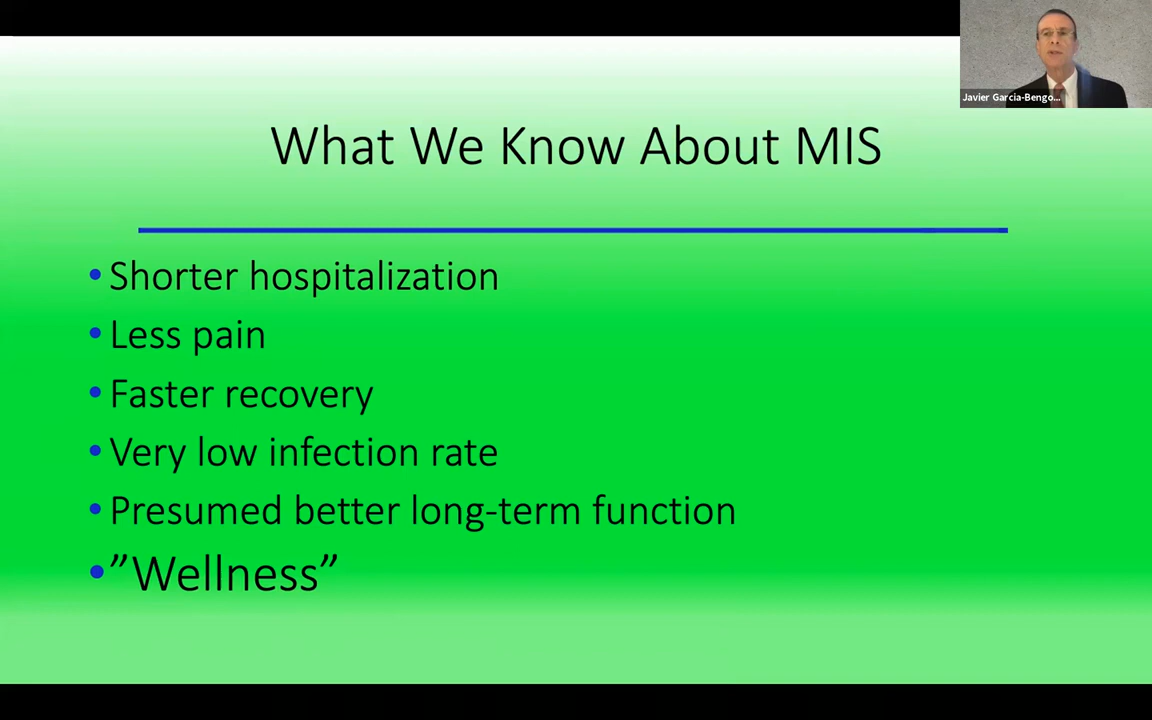 Javier Garcia-Bengo...
What We Know About MIS
• Shorter hospitalization
• Less pain
• Faster recovery
• Very low infection rate
• Presumed better long-term function
• ”Wellness”